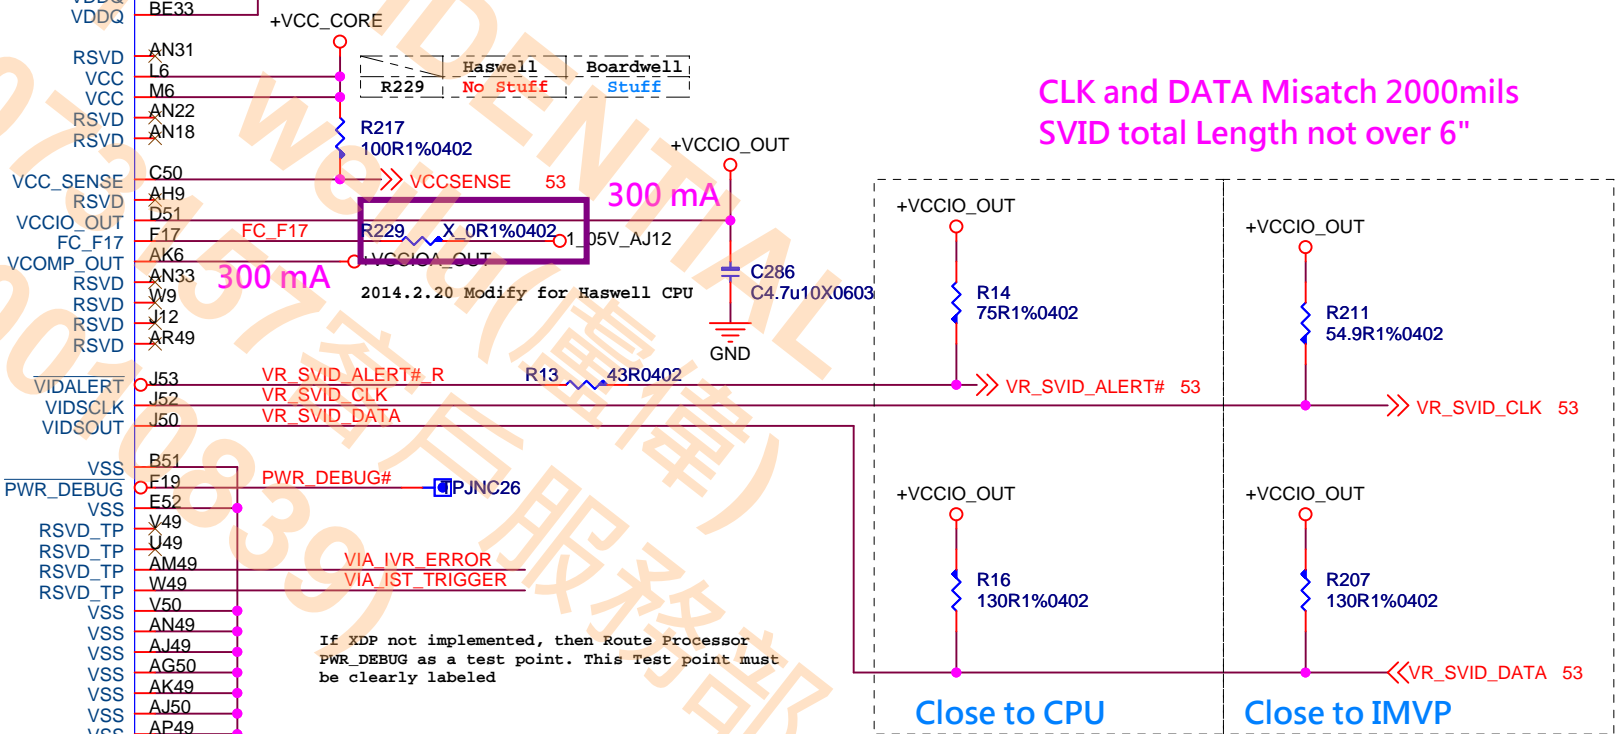 VDDQ BE33
+VCC_CORE
RSVD AN31
VCC L6
VCC M6
RSVD AN22
RSVD AN18
Haswell Boardwell
R229 No Stuff Stuff
CLK and DATA Misatch 2000mils
SVID total Length not over 6"
R217
100R1%0402
+VCCIO_OUT
VCC_SENSE C50
VCCSENSE 53
300 mA
RSVD AH9
VCCIO_OUT D51
FC_F17 F17 FC_F17 R229 X_0R1%0402 1_05V_AJ12
VCOMP_OUT AK6 +VCCIOA_OUT
300 mA
RSVD AN33
RSVD W9
RSVD J12
RSVD AR49
2014.2.20 Modify for Haswell CPU
C286
C4.7u10X0603
GND
+VCCIO_OUT
R14
75R1%0402
+VCCIO_OUT
R211
54.9R1%0402
VIDALERT J53 VR_SVID_ALERT#_R R13 43R0402 VR_SVID_ALERT# 53
VIDSCLK J52 VR_SVID_CLK VR_SVID_CLK 53
VIDSOUT J50 VR_SVID_DATA
VSS B51
PWR_DEBUG F19 PWR_DEBUG# TPJNC26
VSS E52
RSVD_TP V49
RSVD_TP U49
RSVD_TP AM49 VIA_IVR_ERROR
RSVD_TP W49 VIA_IST_TRIGGER
VSS V50
VSS AN49
VSS AJ49
VSS AG50
VSS AK49
VSS AJ50
VSS AP49
If XDP not implemented, then Route Processor
PWR_DEBUG as a test point. This Test point must
be clearly labeled
+VCCIO_OUT
R16
130R1%0402
+VCCIO_OUT
R207
130R1%0402
VR_SVID_DATA 53
Close to CPU
Close to IMVP